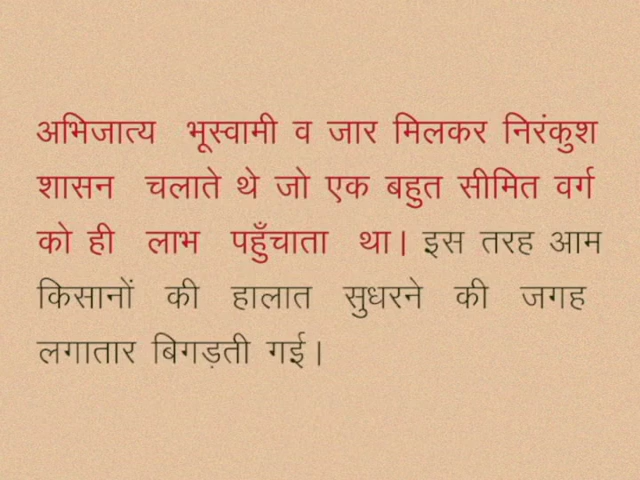 अभिजात्य भूस्वामी व जार मिलकर निरंकुश
शासन चलाते थे जो एक बहुत सीमित वर्ग
को ही लाभ पहुँचाता था। इस तरह आम
किसानों की हालात सुधरने की जगह
लगातार बिगड़ती गई।